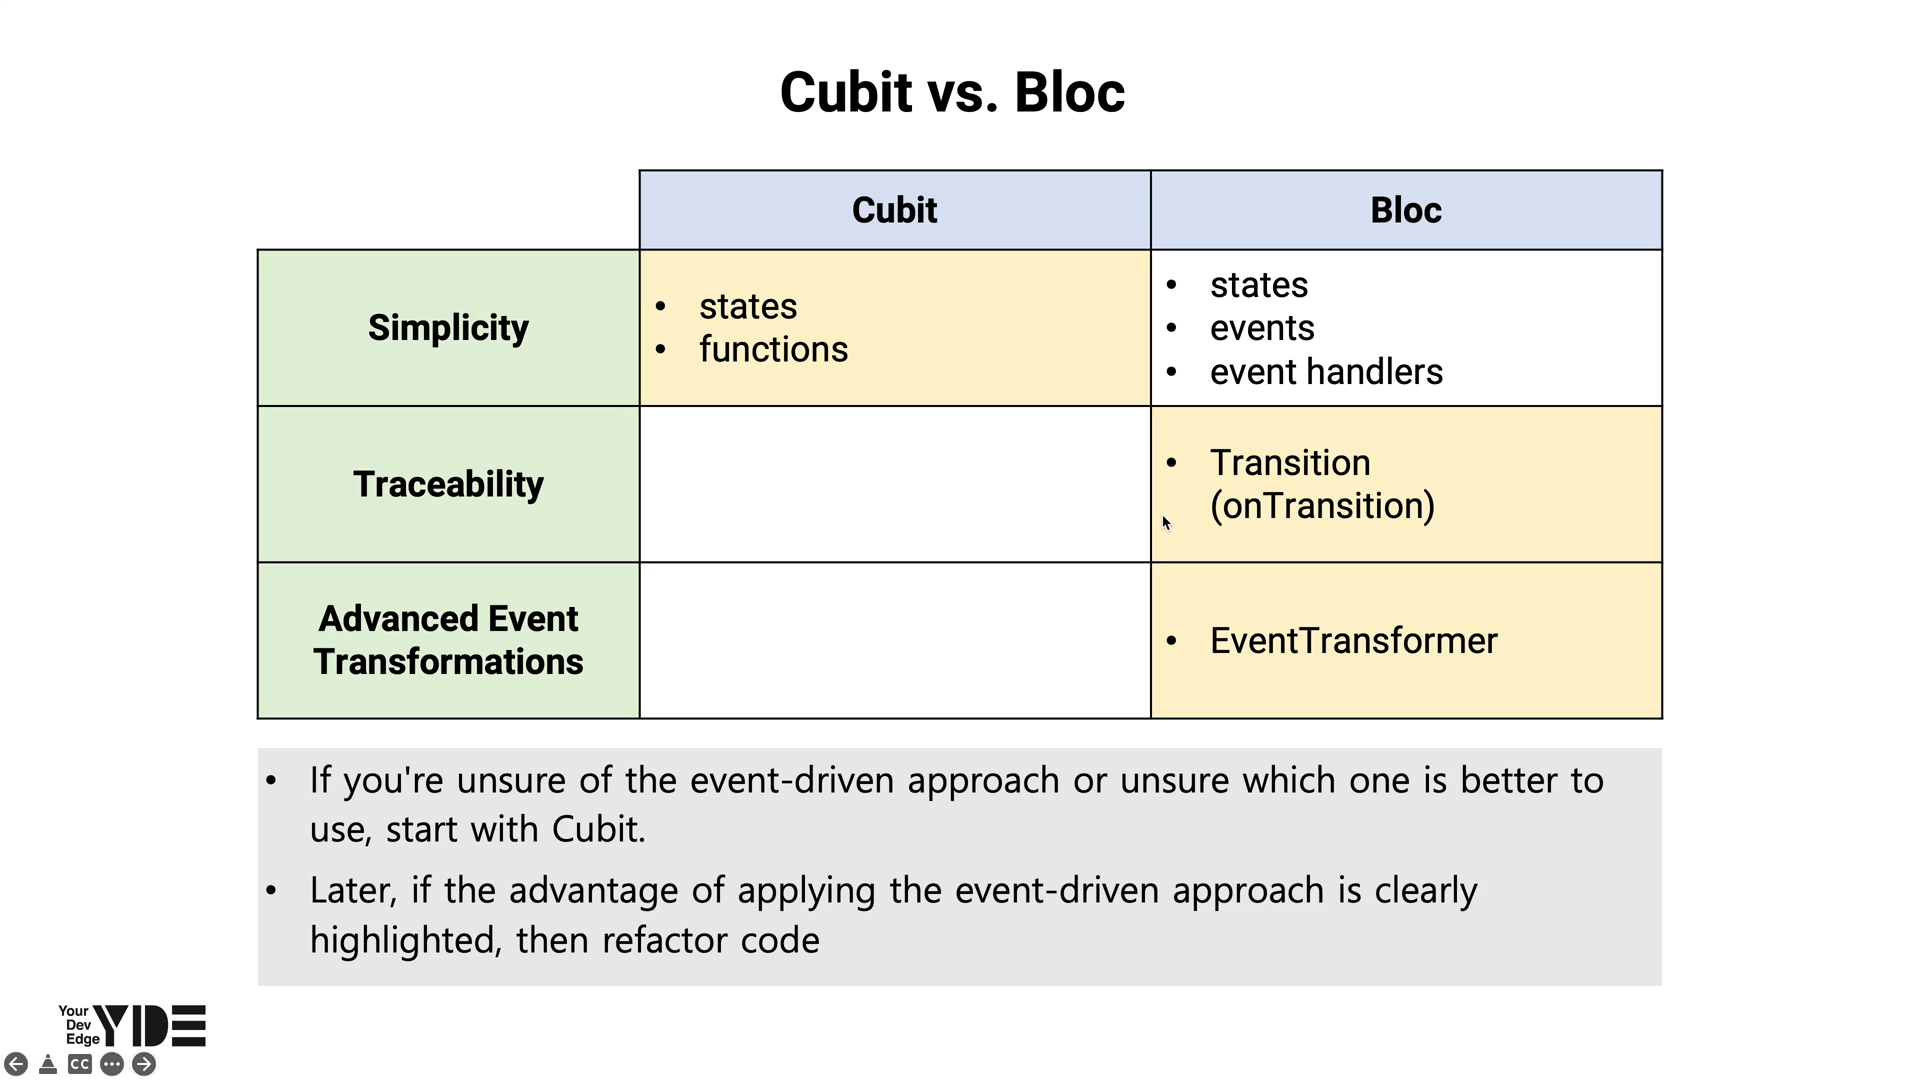 Cubit vs. Bloc
Cubit
Bloc
Simplicity
• states
• functions
• states
• events
• event handlers
Traceability
• Transition
(onTransition)
Advanced Event
Transformations
• EventTransformer
• If you're unsure of the event-driven approach or unsure which one is better to
use, start with Cubit.
• Later, if the advantage of applying the event-driven approach is clearly
highlighted, then refactor code
Your
Dev
Edge
YDE
CC